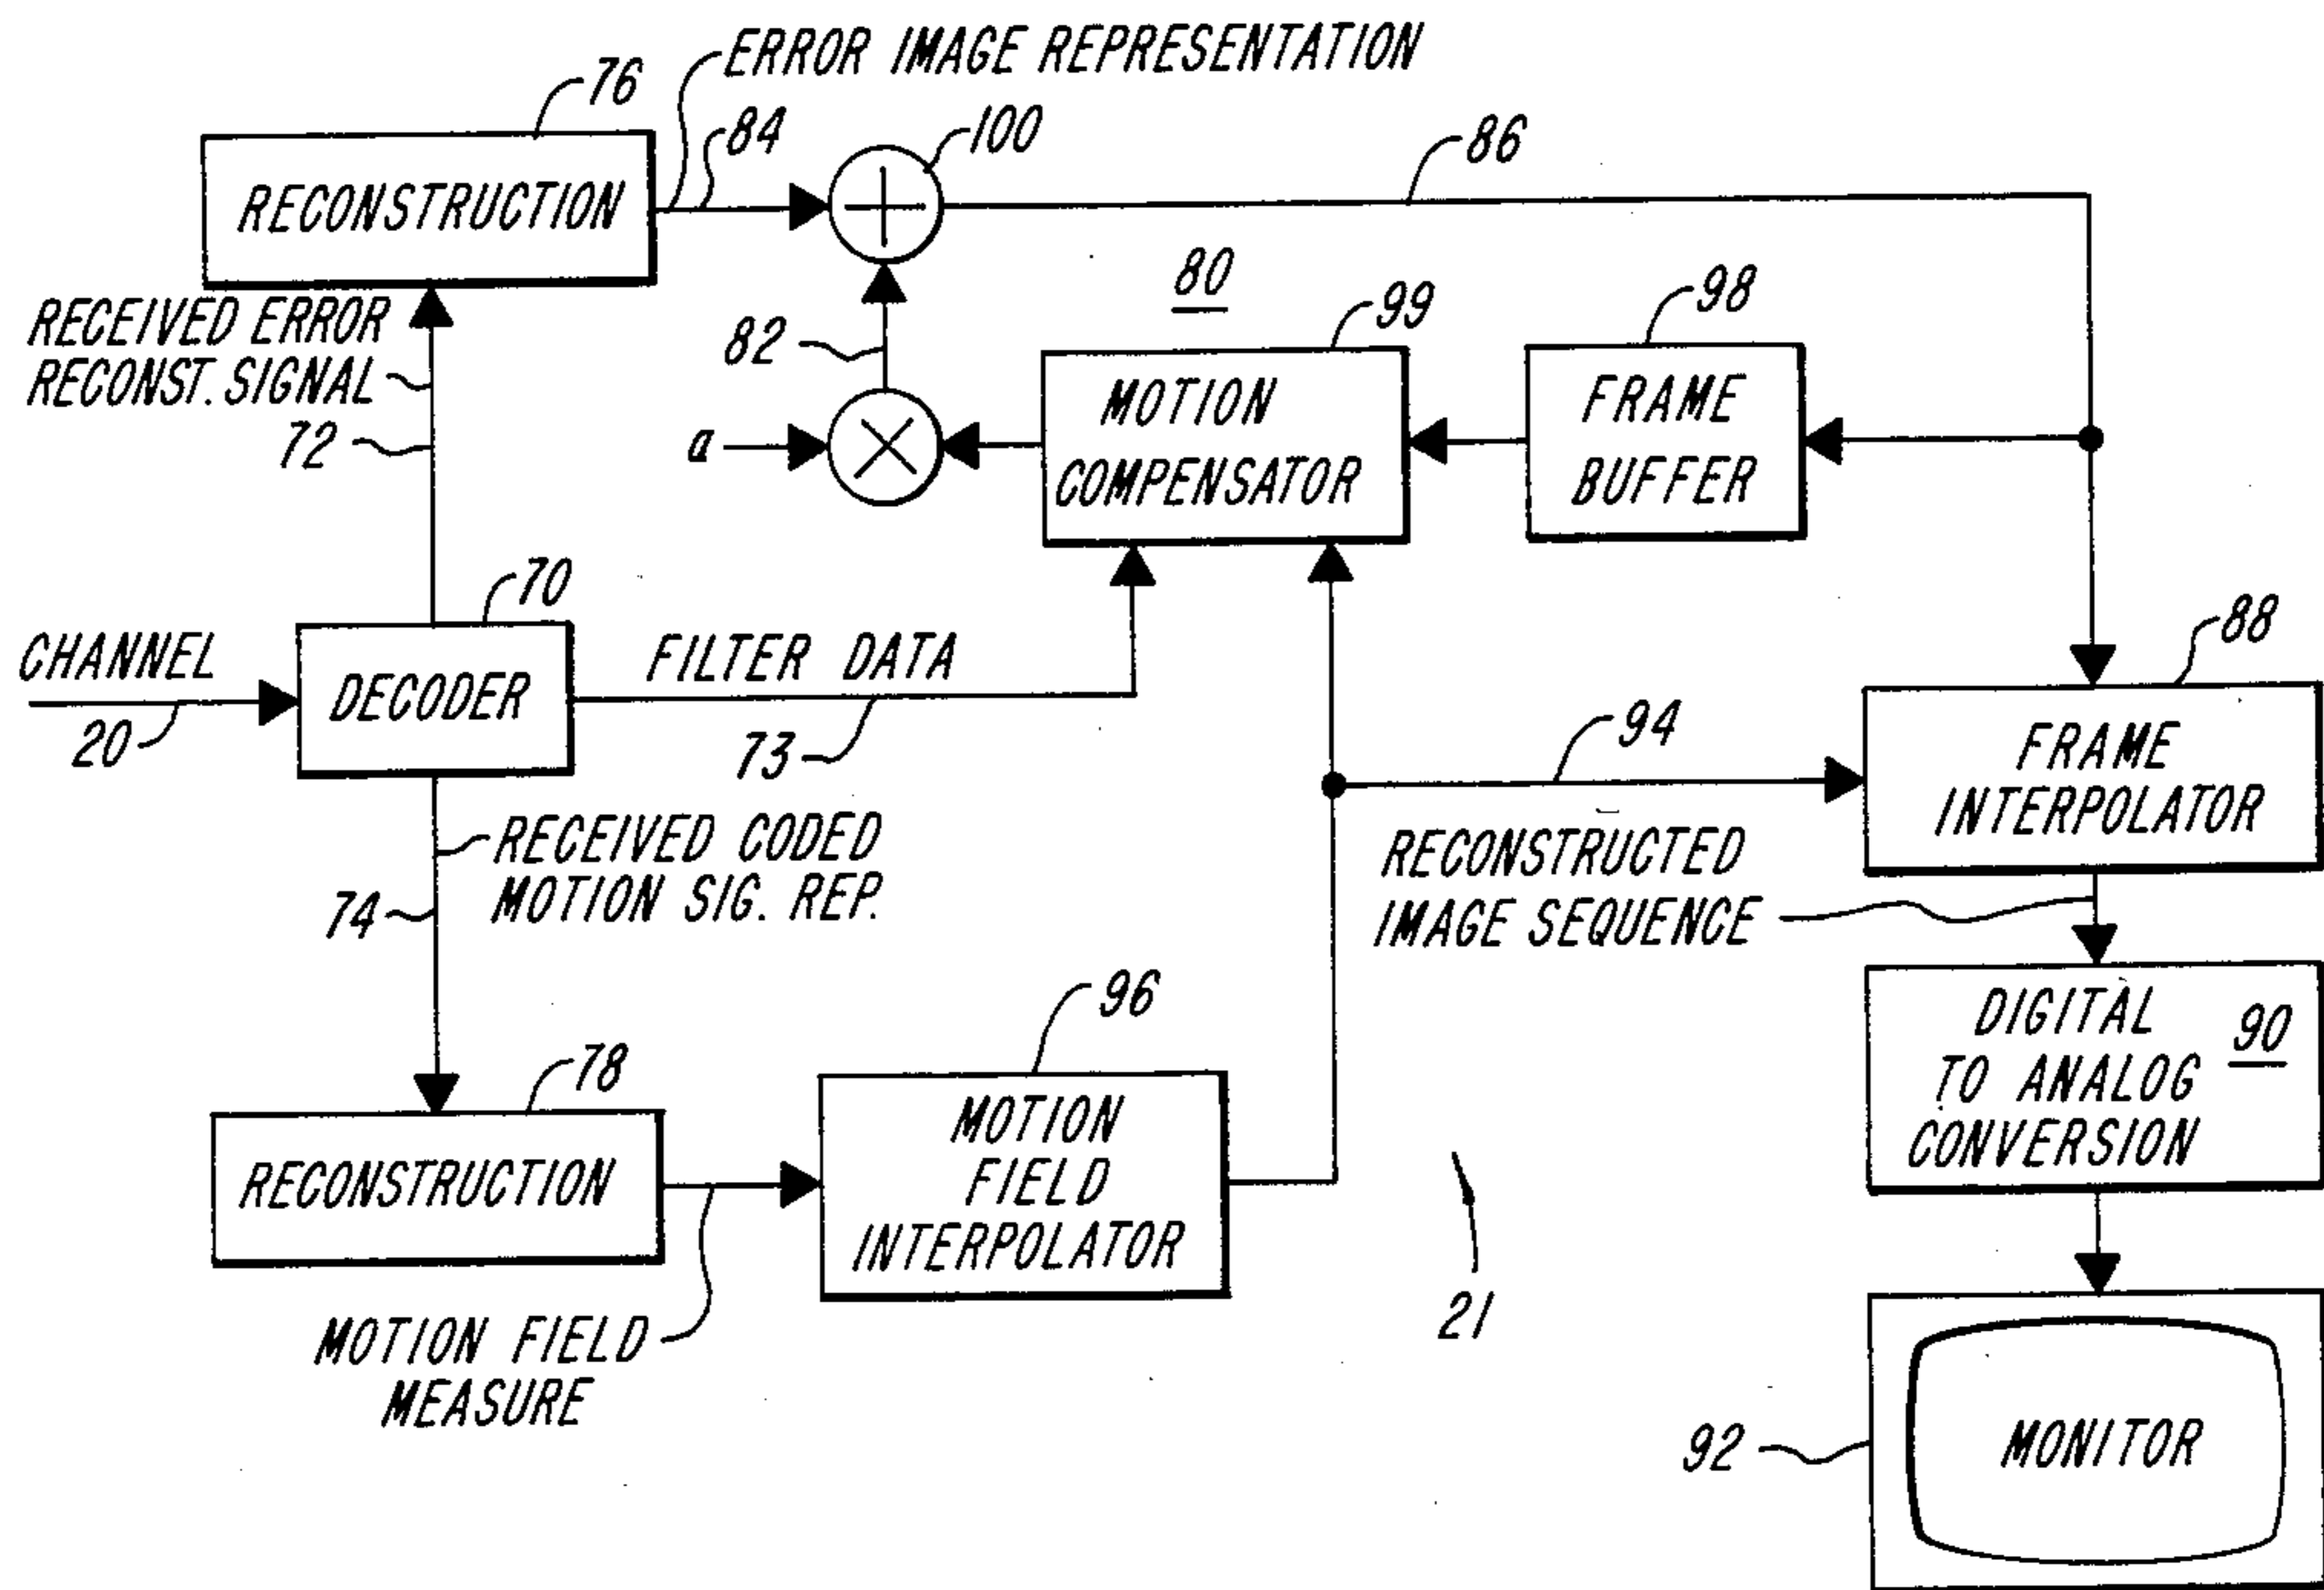 ERROR IMAGE REPRESENTATION
76
84
100
86
RECONSTRUCTION
80
RECEIVED ERROR
RECONST. SIGNAL
72
82
99
98
a
MOTION
COMPENSATOR
FRAME
BUFFER
70
CHANNEL
20
DECODER
FILTER DATA
73
88
94
FRAME
INTERPOLATOR
RECEIVED CODED
MOTION SIG. REP.
74
RECONSTRUCTED
IMAGE SEQUENCE
96
78
DIGITAL
TO ANALOG
CONVERSION
90
RECONSTRUCTION
MOTION
FIELD
INTERPOLATOR
21
MOTION FIELD
MEASURE
92
MONITOR